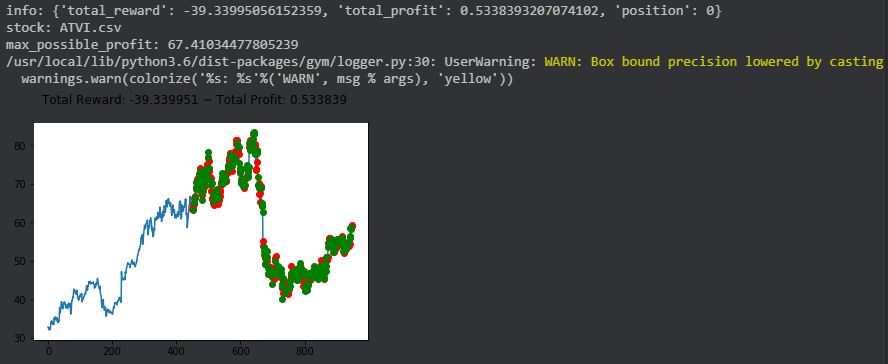 info: {'total_reward': -39.33995056152359, 'total_profit': 0.5338393207074102, 'position': 0}
stock: ATVI.csv
max_possible_profit: 67.41034477805239
/usr/local/lib/python3.6/dist-packages/gym/logger.py:30: UserWarning: WARN: Box bound precision lowered by casting
warnings.warn(colorize('%s: %s'%('WARN', msg % args), 'yellow'))
Total Reward: -39.339951 ~ Total Profit: 0.533839
80
70
60
50
40
30
0 200 400 600 800